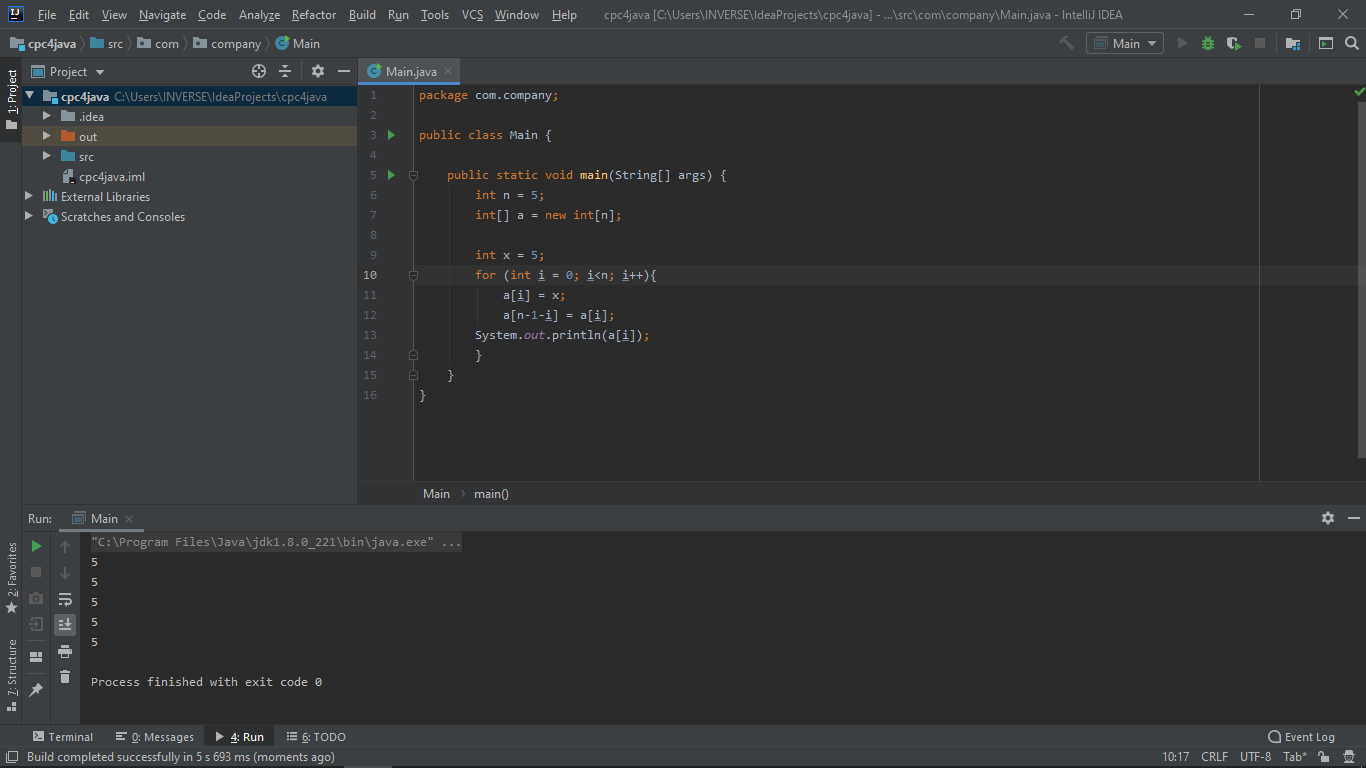 File Edit View Navigate Code Analyze Refactor Build Run Tools VCS Window Help cpc4java [C:\Users\INVERSE\IdeaProjects\cpc4java] - ...\src\com\company\Main.java - IntelliJ IDEA
cpc4java src com company Main Main
1: Project
Project
cpc4java C:\Users\INVERSE\IdeaProjects\cpc4java
.idea
out
src
cpc4java.iml
External Libraries
Scratches and Consoles
Main.java
1 package com.company;
2
3 public class Main {
4
5 public static void main(String[] args) {
6 int n = 5;
7 int[] a = new int[n];
8
9 int x = 5;
10 for (int i = 0; i<n; i++){
11 a[i] = x;
12 a[n-1-i] = a[i];
13 System.out.println(a[i]);
14 }
15 }
16 }
Main main()
Run: Main
2: Favorites
7: Structure
"C:\Program Files\Java\jdk1.8.0_221\bin\java.exe" ...
5
5
5
5
5
Process finished with exit code 0
Terminal 0: Messages 4: Run 6: TODO Event Log
Build completed successfully in 5 s 693 ms (moments ago) 10:17 CRLF UTF-8 Tab*